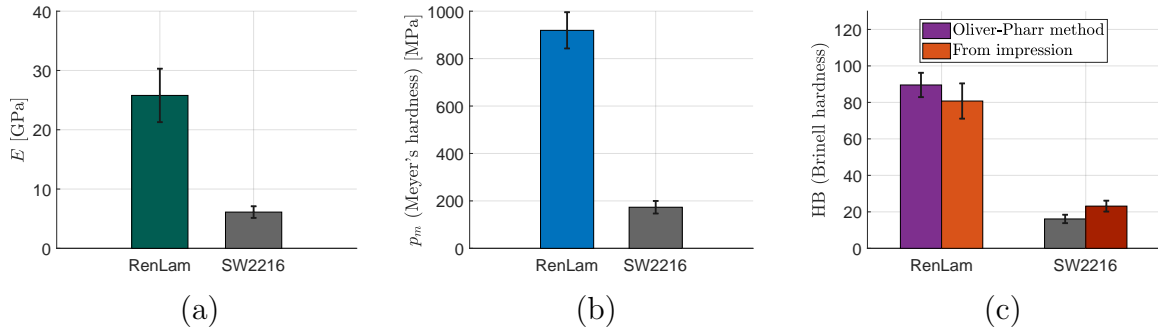 40
30
20
10
0
E [GPa]
RenLam
SW2216
(a)
1000
800
600
400
200
0
p_m (Meyer's hardness) [MPa]
RenLam
SW2216
(b)
120
100
80
60
40
20
0
HB (Brinell hardness)
Oliver-Pharr method
From impression
RenLam
SW2216
(c)